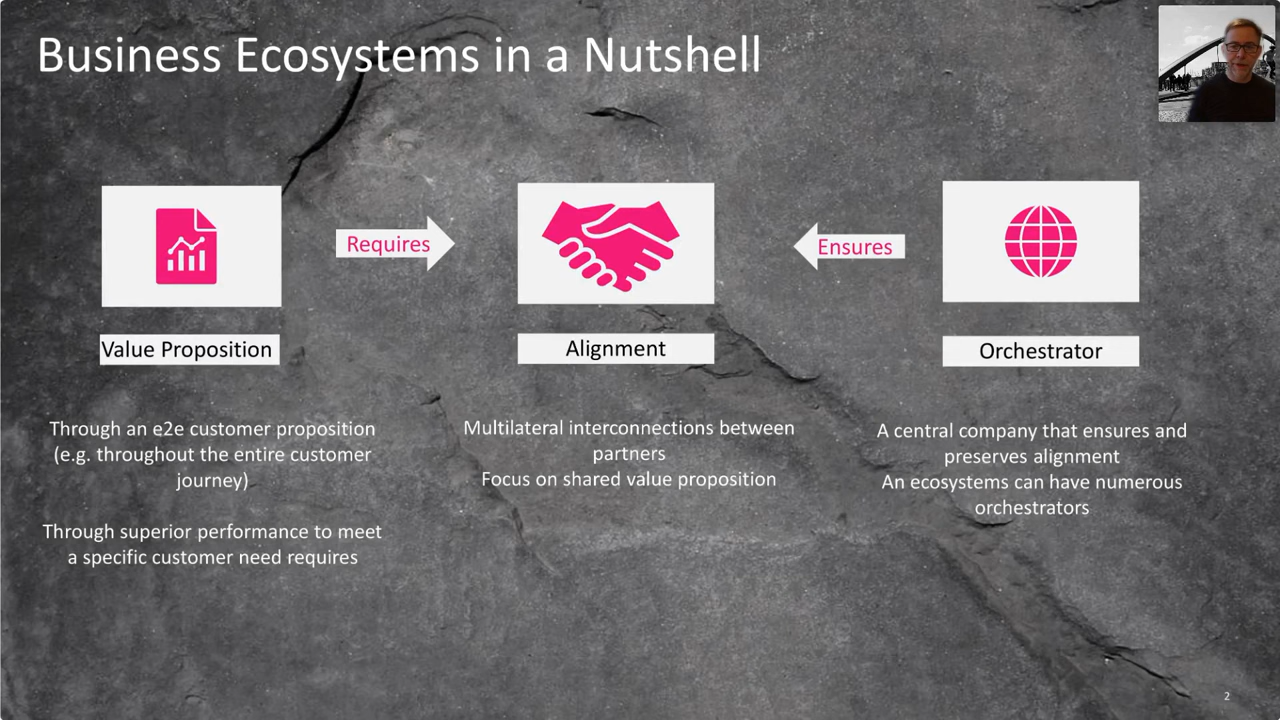 Business Ecosystems in a Nutshell
Requires
Ensures
Value Proposition
Alignment
Orchestrator
Through an e2e customer proposition
(e.g. throughout the entire customer
journey)
Through superior performance to meet
a specific customer need requires
Multilateral interconnections between
partners
Focus on shared value proposition
A central company that ensures and
preserves alignment
An ecosystems can have numerous
orchestrators
2